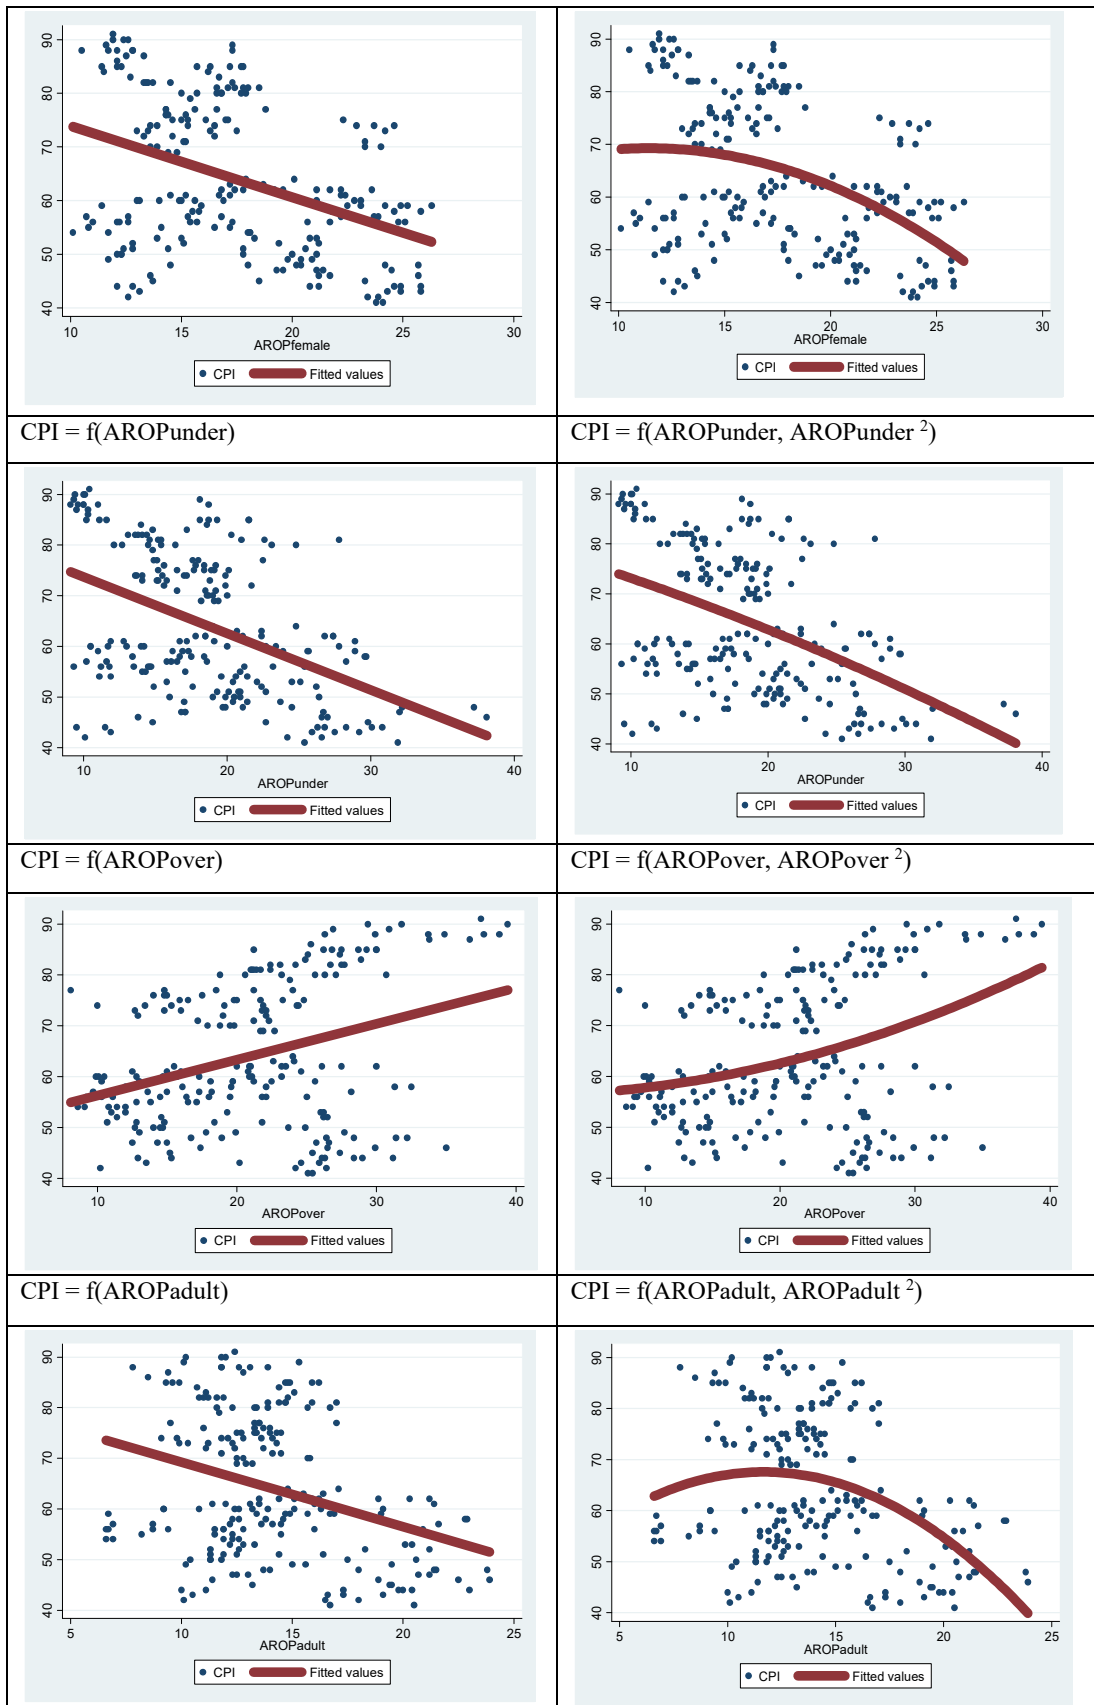 90
80
70
60
50
40
10 15 20 25 30
AROPfemale
CPI Fitted values
90
80
70
60
50
40
10 15 20 25 30
AROPfemale
CPI Fitted values
CPI = f(AROPunder)
CPI = f(AROPunder, AROPunder ²)
90
80
70
60
50
40
10 20 30 40
AROPunder
CPI Fitted values
90
80
70
60
50
40
10 20 30 40
AROPunder
CPI Fitted values
CPI = f(AROPover)
CPI = f(AROPover, AROPover ²)
90
80
70
60
50
40
10 20 30 40
AROPover
CPI Fitted values
90
80
70
60
50
40
10 20 30 40
AROPover
CPI Fitted values
CPI = f(AROPadult)
CPI = f(AROPadult, AROPadult ²)
90
80
70
60
50
40
5 10 15 20 25
AROPadult
CPI Fitted values
90
80
70
60
50
40
5 10 15 20 25
AROPadult
CPI Fitted values